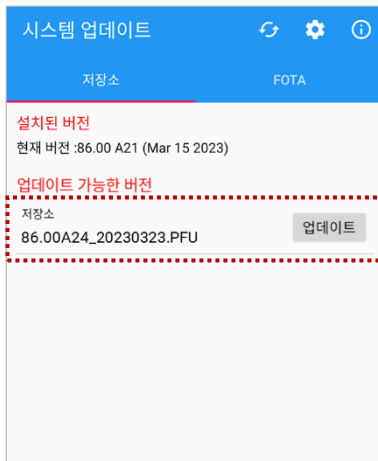 시스템 업데이트
저장소 FOTA
설치된 버전
현재 버전 :86.00 A21 (Mar 15 2023)
업데이트 가능한 버전
저장소
86.00A24_20230323.PFU
업데이트